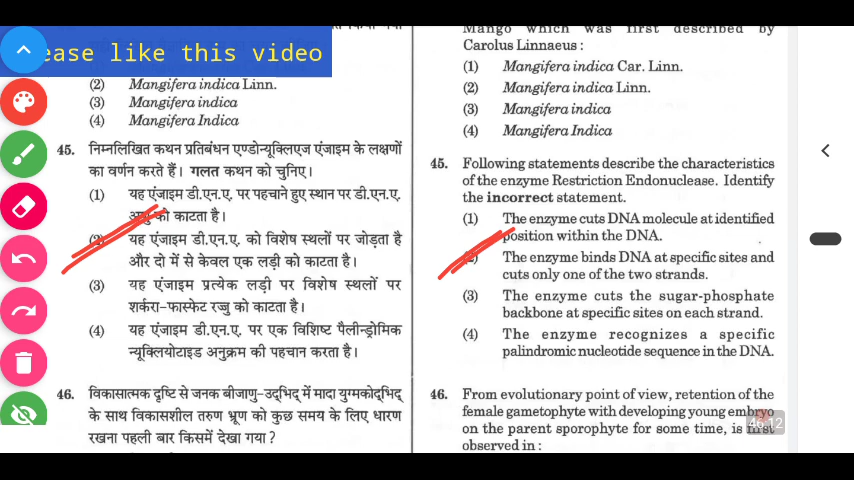 ease like this video
(2) Mangifera indica Linn.
(3) Mangifera indica
(4) Mangifera Indica
45. निम्नलिखित कथन प्रतिबंधन एण्डोन्यूक्लिएज एंजाइम के लक्षणों
का वर्णन करते हैं। गलत कथन को चुनिए।
(1) यह एंजाइम डी.एन.ए. पर पहचाने हुए स्थान पर डी.एन.ए.
अणु को काटता है।
(2) यह एंजाइम डी.एन.ए. को विशेष स्थलों पर जोड़ता है
और दो में से केवल एक लड़ी को काटता है।
(3) यह एंजाइम प्रत्येक लड़ी पर विशेष स्थलों पर
शर्करा-फास्फेट रज्जु को काटता है।
(4) यह एंजाइम डी.एन.ए. पर एक विशिष्ट पैलीन्ड्रोमिक
न्यूक्लियोटाइड अनुक्रम की पहचान करता है।
46. विकासात्मक दृष्टि से जनक बीजाणु-उद्भिद् में मादा युग्मकोद्भिद्
के साथ विकासशील तरुण भ्रूण को कुछ समय के लिए धारण
रखना पहली बार किसमें देखा गया ?
Mango which was first described by
Carolus Linnaeus :
(1) Mangifera indica Car. Linn.
(2) Mangifera indica Linn.
(3) Mangifera indica
(4) Mangifera Indica
45. Following statements describe the characteristics
of the enzyme Restriction Endonuclease. Identify
the incorrect statement.
(1) The enzyme cuts DNA molecule at identified
position within the DNA.
(2) The enzyme binds DNA at specific sites and
cuts only one of the two strands.
(3) The enzyme cuts the sugar-phosphate
backbone at specific sites on each strand.
(4) The enzyme recognizes a specific
palindromic nucleotide sequence in the DNA.
46. From evolutionary point of view, retention of the
female gametophyte with developing young embryo
on the parent sporophyte for some time, is first
observed in :
46:12